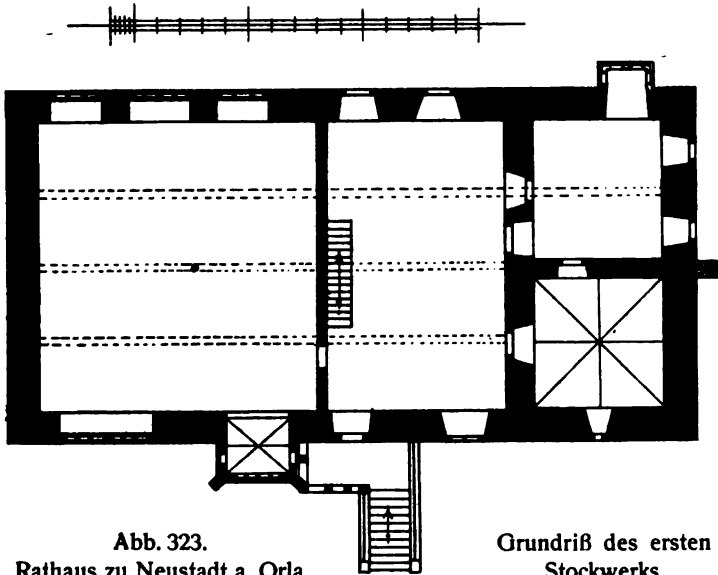 Abb. 323.
Rathaus zu Neustadt a. Orla
Grundriß des ersten
Stockwerks